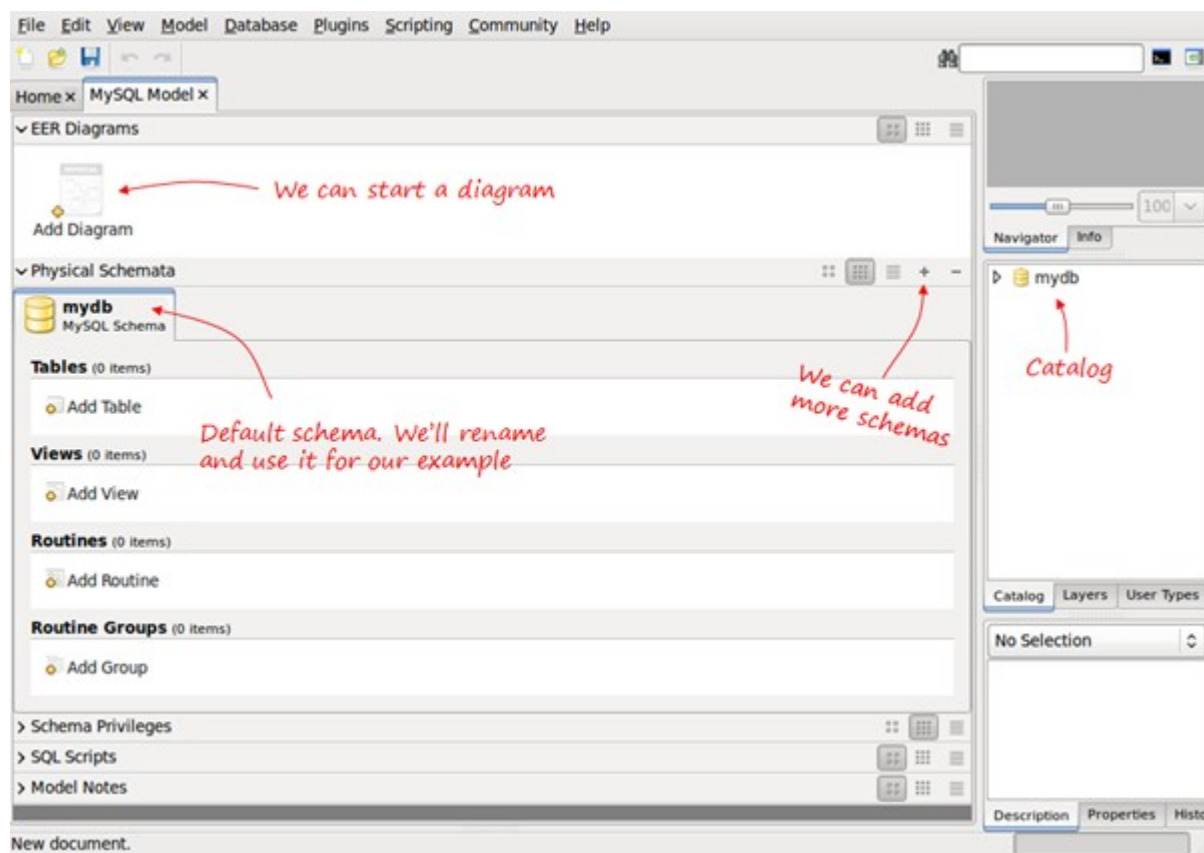 File Edit View Model Database Plugins Scripting Community Help
Home × MySQL Model ×
EER Diagrams
We can start a diagram
Add Diagram
100
Navigator Info
Physical Schemata
mydb
MySQL Schema
mydb
Catalog
Tables (0 items)
Add Table
We can add
more schemas
Default schema. We'll rename
and use it for our example
Views (0 items)
Add View
Routines (0 items)
Add Routine
Catalog Layers User Types
Routine Groups (0 items)
Add Group
No Selection
Schema Privileges
SQL Scripts
Model Notes
Description Properties Histo
New document.